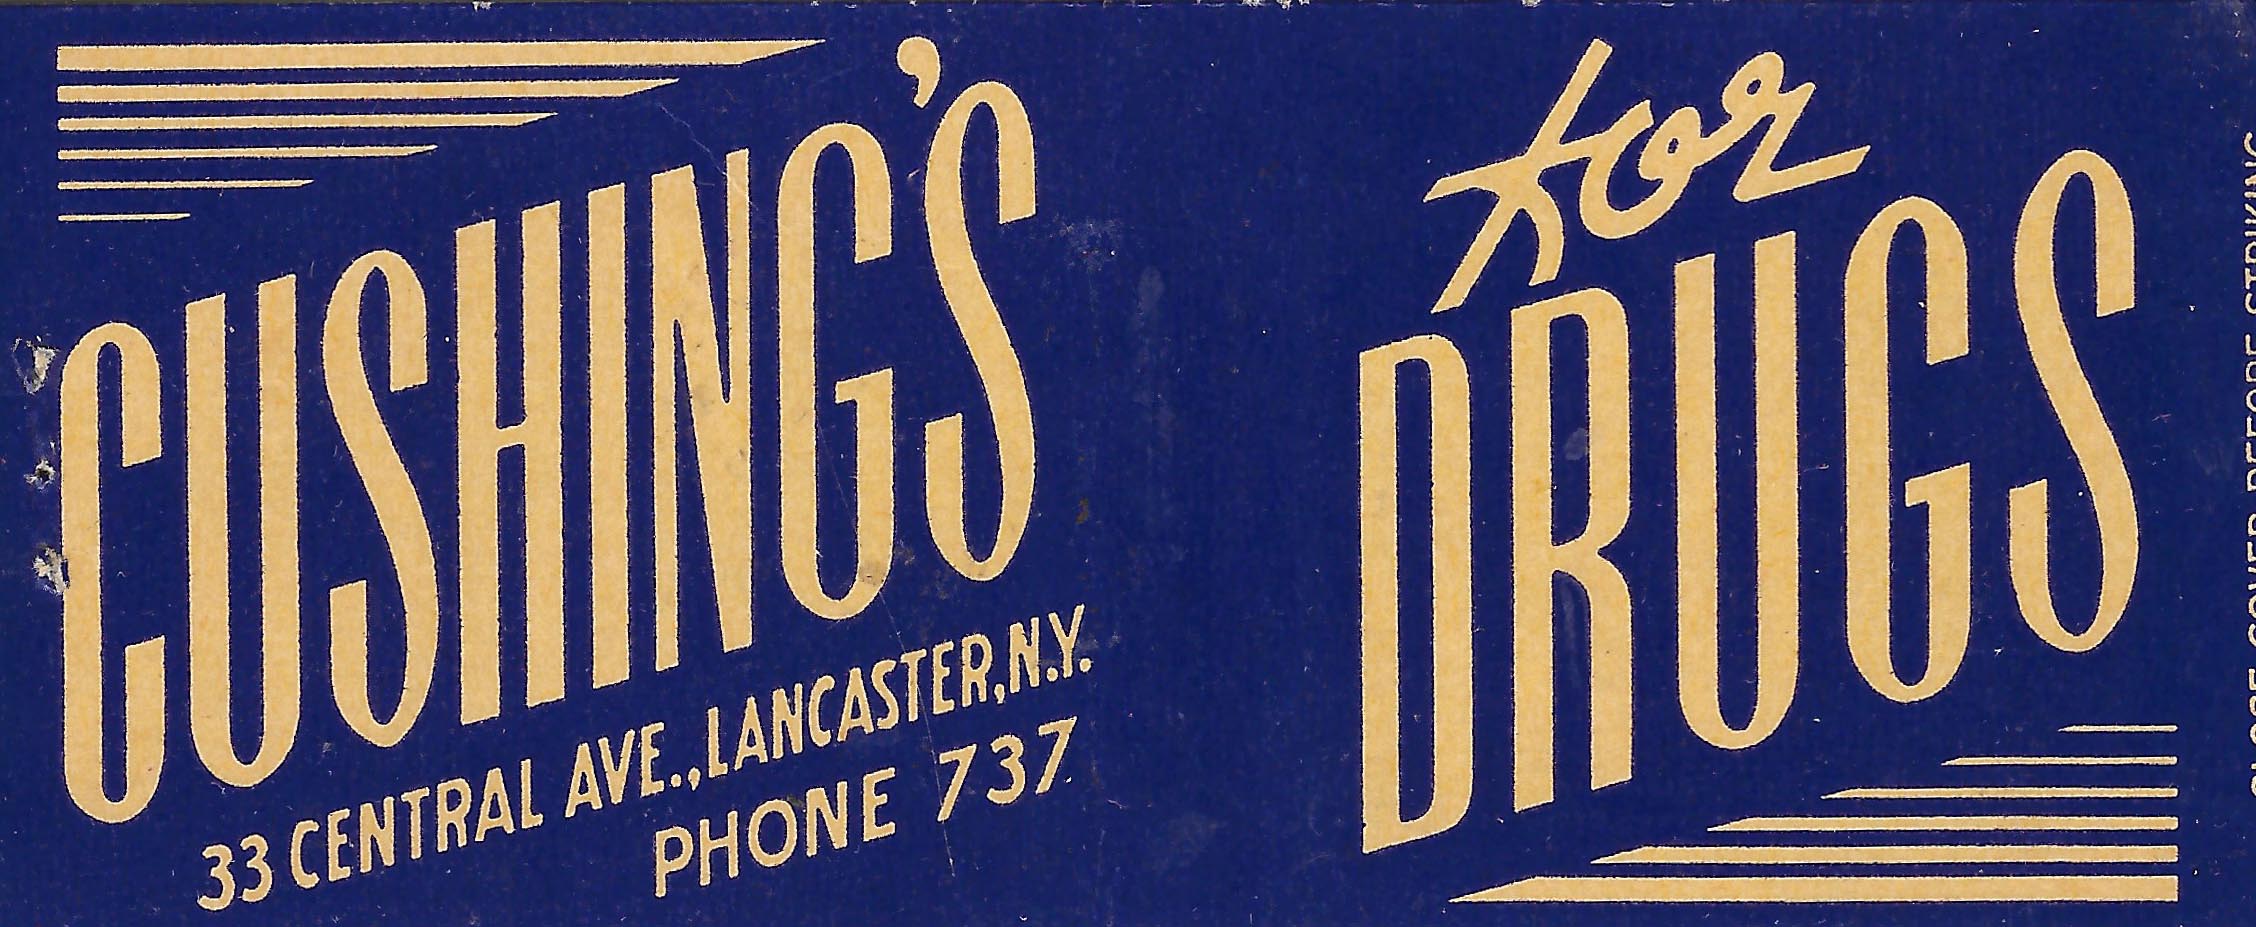 CUSHING'S
33 CENTRAL AVE., LANCASTER, N.Y.
PHONE 737
for
DRUGS
CLOSE COVER BEFORE STRIKING